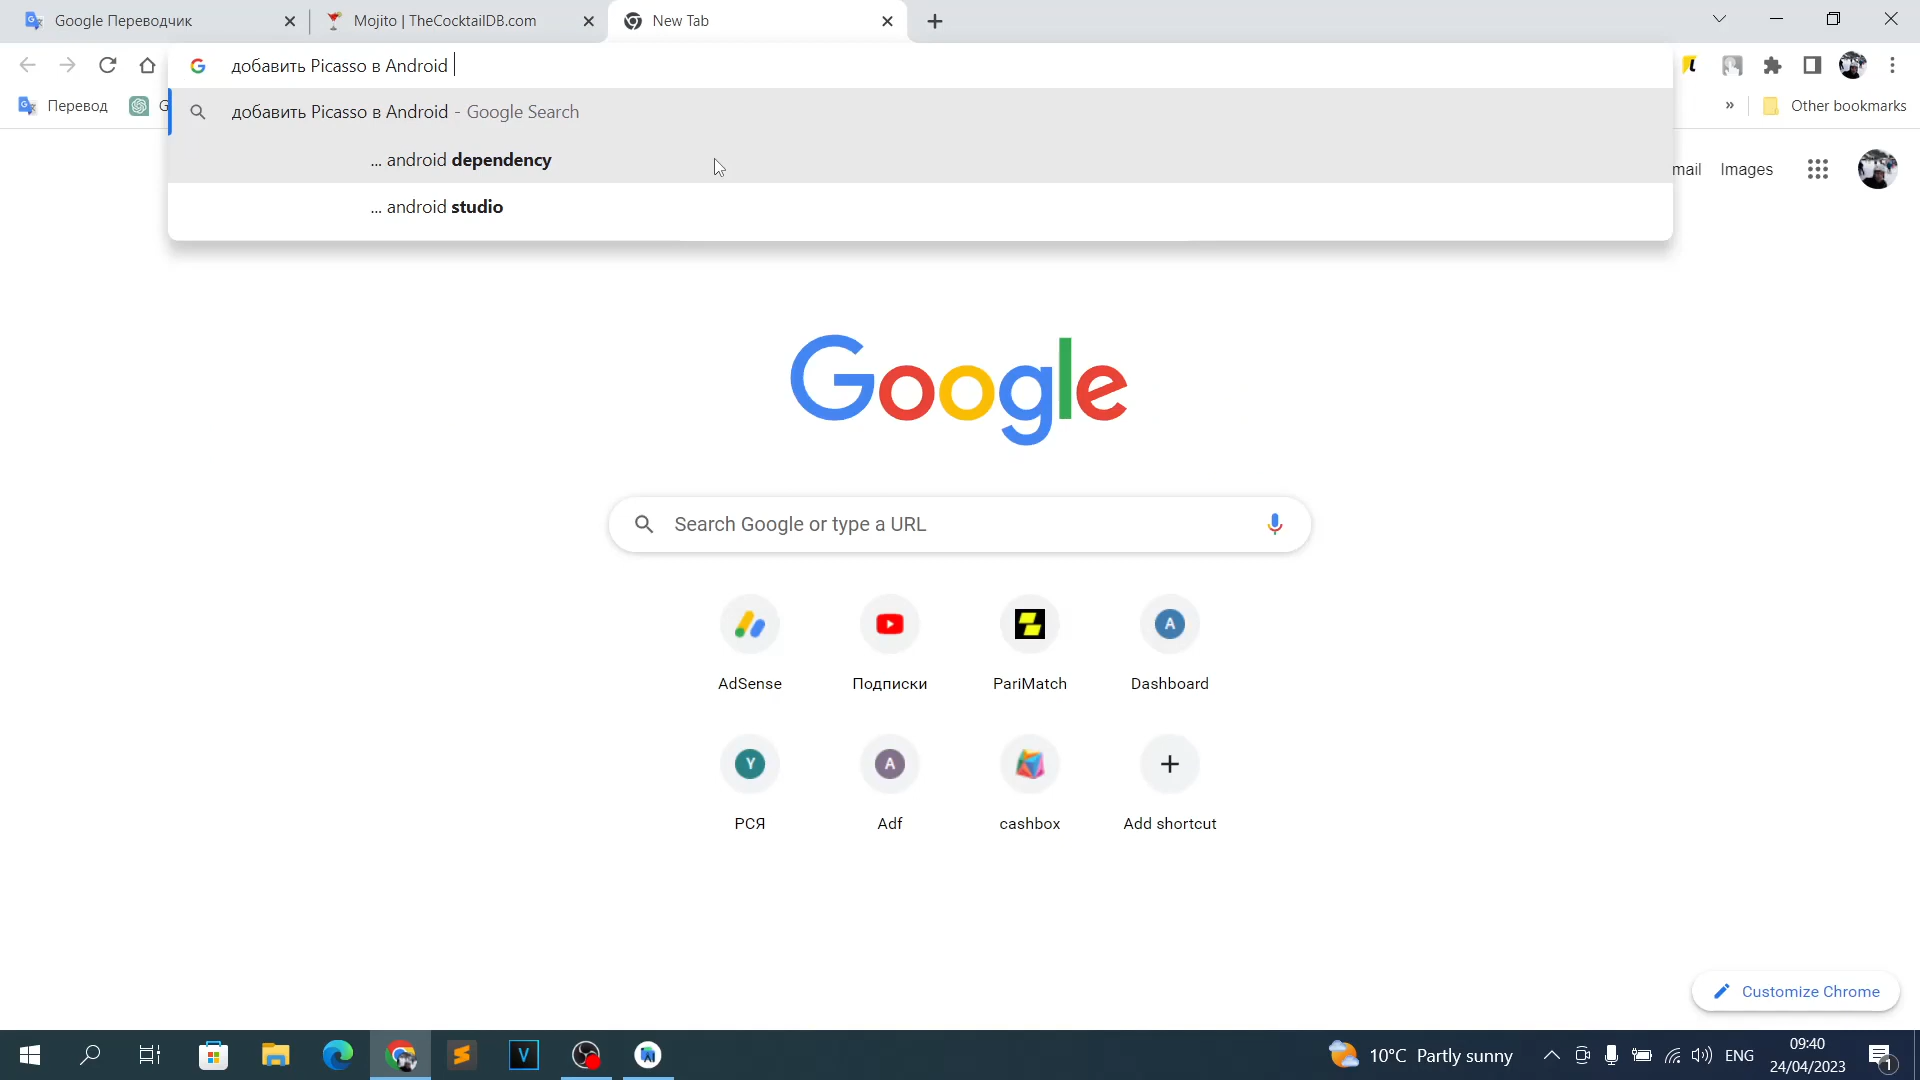 Google Переводчик
Mojito | TheCocktailDB.com
New Tab
добавить Picasso в Android
Перевод
G
Other bookmarks
добавить Picasso в Android - Google Search
... android dependency
... android studio
mail
Images
Google
Search Google or type a URL
AdSense
Подписки
PariMatch
A
Dashboard
Y
РСЯ
A
Adf
cashbox
Add shortcut
Customize Chrome
10°C Partly sunny
ENG
09:40
24/04/2023
1